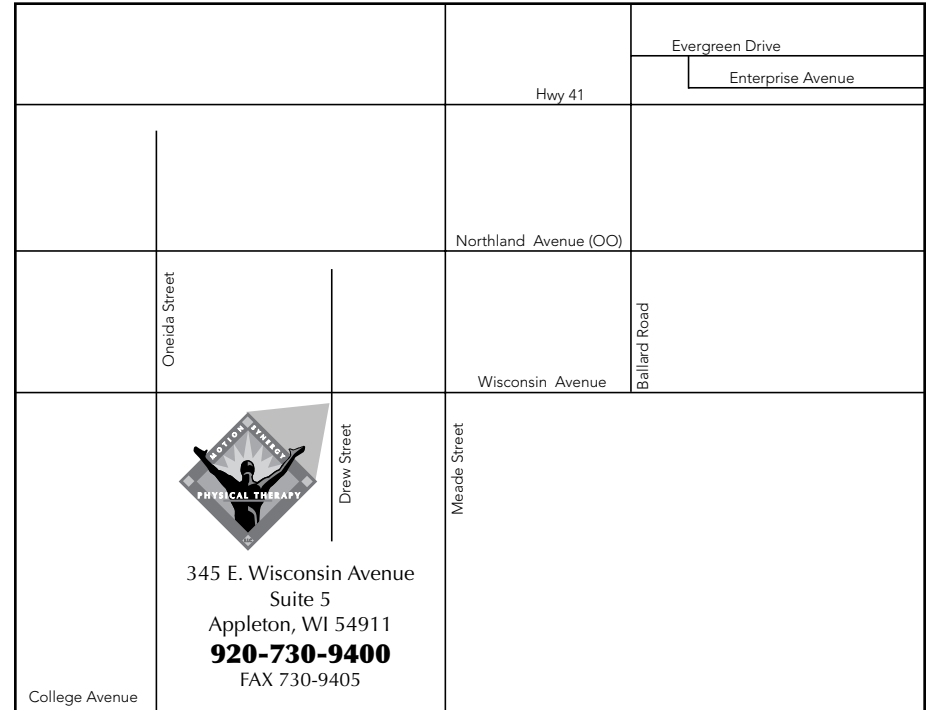 Evergreen Drive
Enterprise Avenue
Hwy 41
Northland Avenue (OO)
Oneida Street
Ballard Road
Wisconsin Avenue
MOTION SYNERGY
PHYSICAL THERAPY
LLC
Drew Street
Meade Street
345 E. Wisconsin Avenue
Suite 5
Appleton, WI 54911
920-730-9400
FAX 730-9405
College Avenue